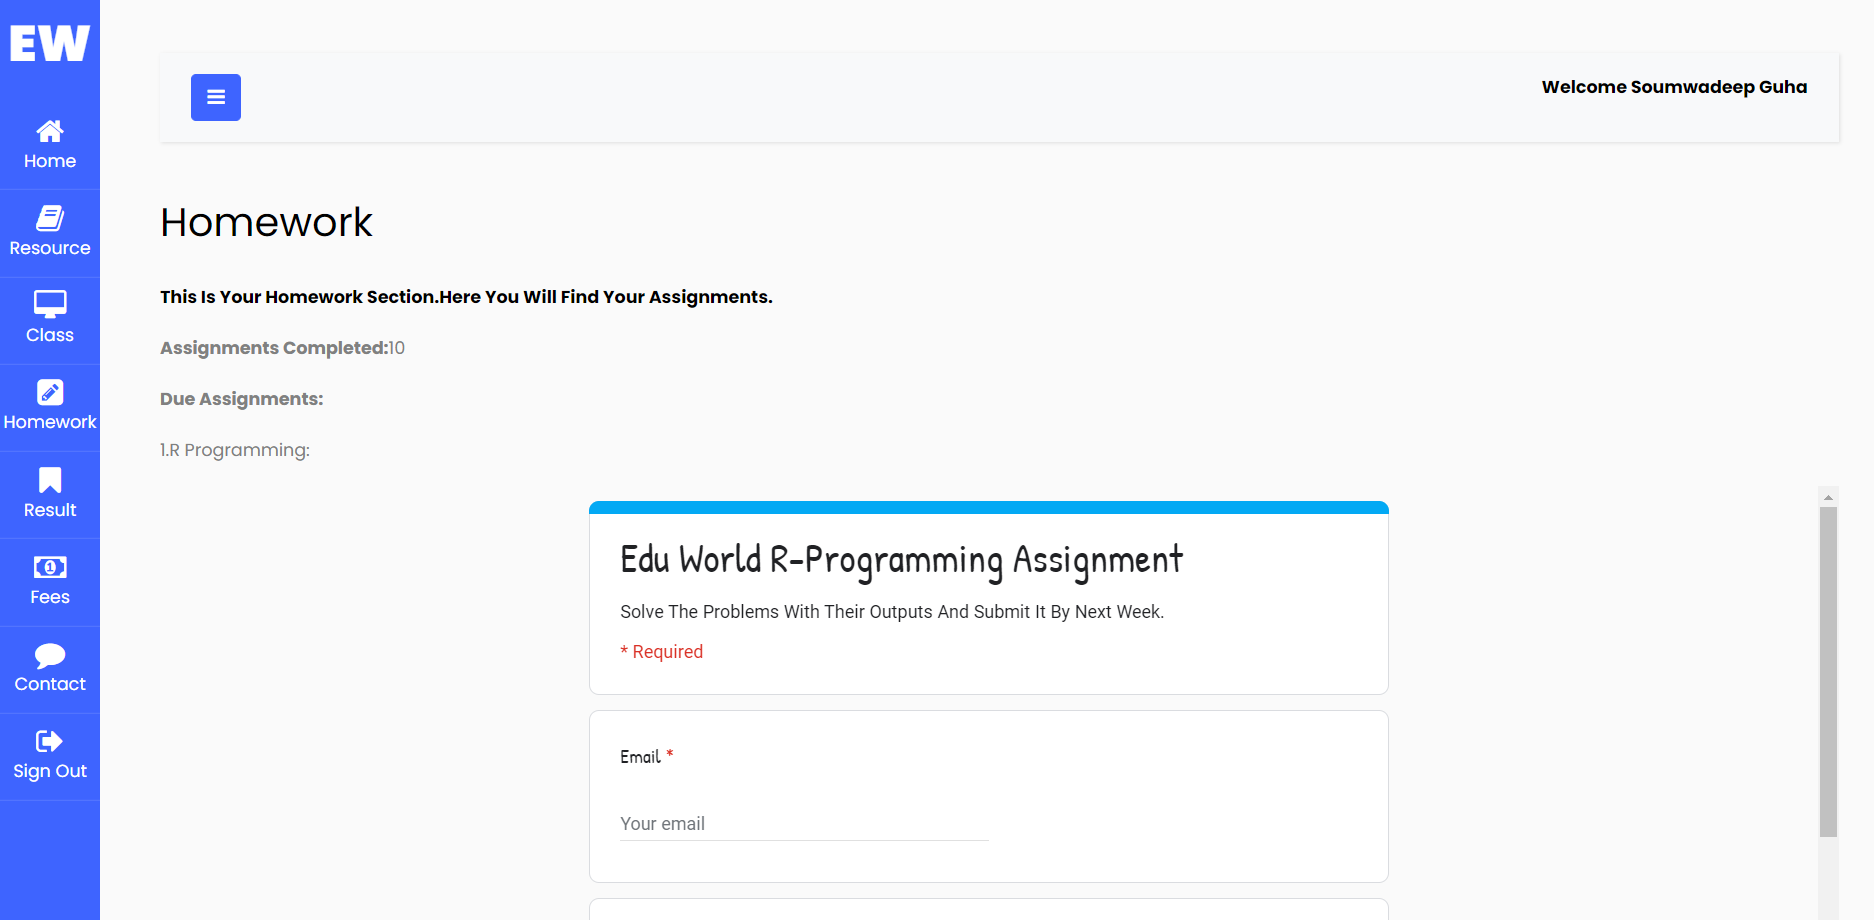 EW
Home
Resource
Class
Homework
Result
Fees
Contact
Sign Out
Welcome Soumwadeep Guha
Homework
This Is Your Homework Section.Here You Will Find Your Assignments.
Assignments Completed:10
Due Assignments:
1.R Programming:
Edu World R-Programming Assignment
Solve The Problems With Their Outputs And Submit It By Next Week.
* Required
Email *
Your email